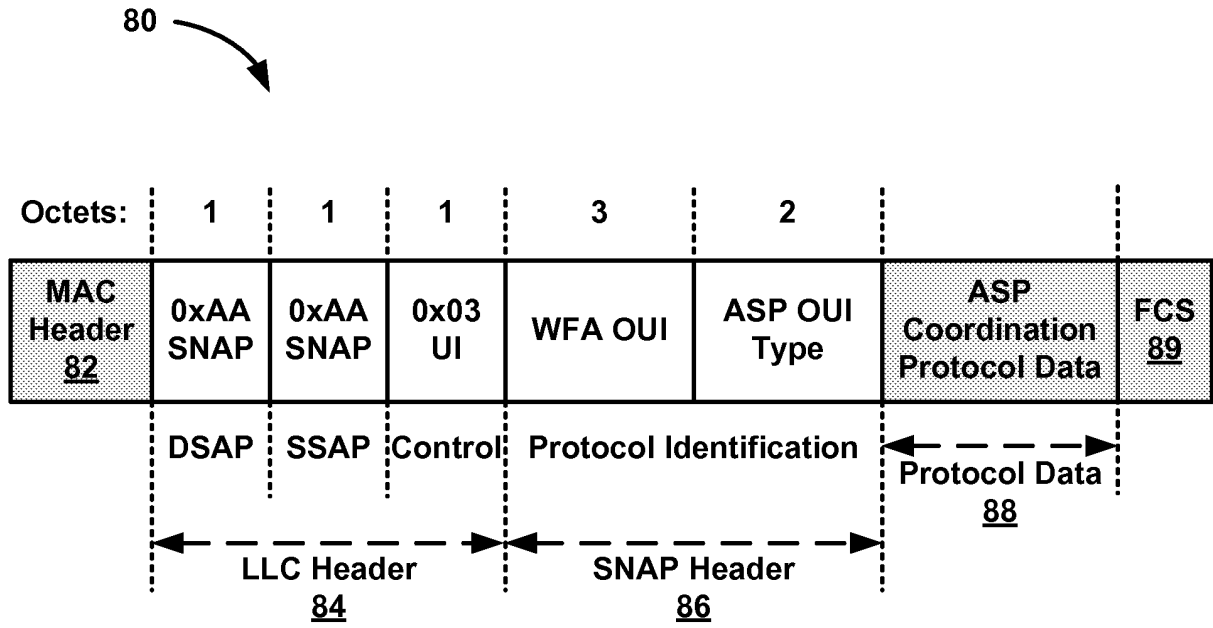 80
Octets: 1 1 1 3 2
MAC
Header
82
0xAA
SNAP
0xAA
SNAP
0x03
UI
WFA OUI
ASP OUI
Type
ASP
Coordination
Protocol Data
FCS
89
DSAP SSAP Control Protocol Identification
Protocol Data
88
LLC Header
84
SNAP Header
86